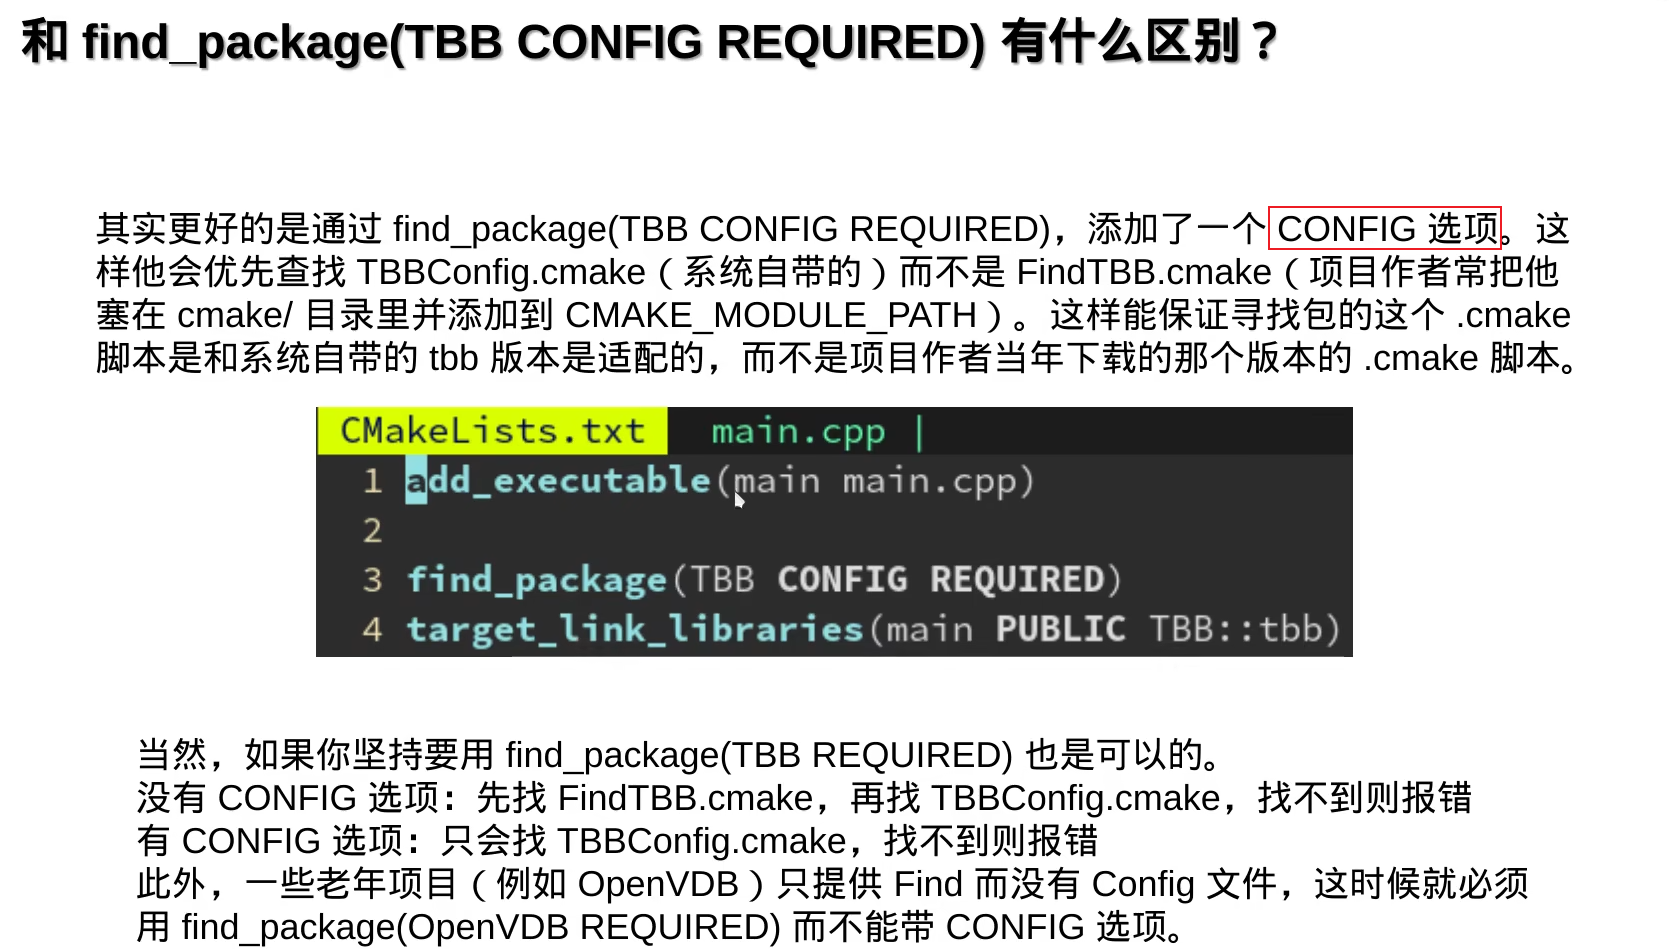 和 find_package(TBB CONFIG REQUIRED) 有什么区别？
其实更好的是通过 find_package(TBB CONFIG REQUIRED)，添加了一个 CONFIG 选项。这
样他会优先查找 TBBConfig.cmake（系统自带的）而不是 FindTBB.cmake（项目作者常把他
塞在 cmake/ 目录里并添加到 CMAKE_MODULE_PATH）。这样能保证寻找包的这个 .cmake
脚本是和系统自带的 tbb 版本是适配的，而不是项目作者当年下载的那个版本的 .cmake 脚本。
CMakeLists.txt main.cpp |
1 add_executable(main main.cpp)
2
3 find_package(TBB CONFIG REQUIRED)
4 target_link_libraries(main PUBLIC TBB::tbb)
当然，如果你坚持要用 find_package(TBB REQUIRED) 也是可以的。
没有 CONFIG 选项：先找 FindTBB.cmake，再找 TBBConfig.cmake，找不到则报错
有 CONFIG 选项：只会找 TBBConfig.cmake，找不到则报错
此外，一些老年项目（例如 OpenVDB）只提供 Find 而没有 Config 文件，这时候就必须
用 find_package(OpenVDB REQUIRED) 而不能带 CONFIG 选项。